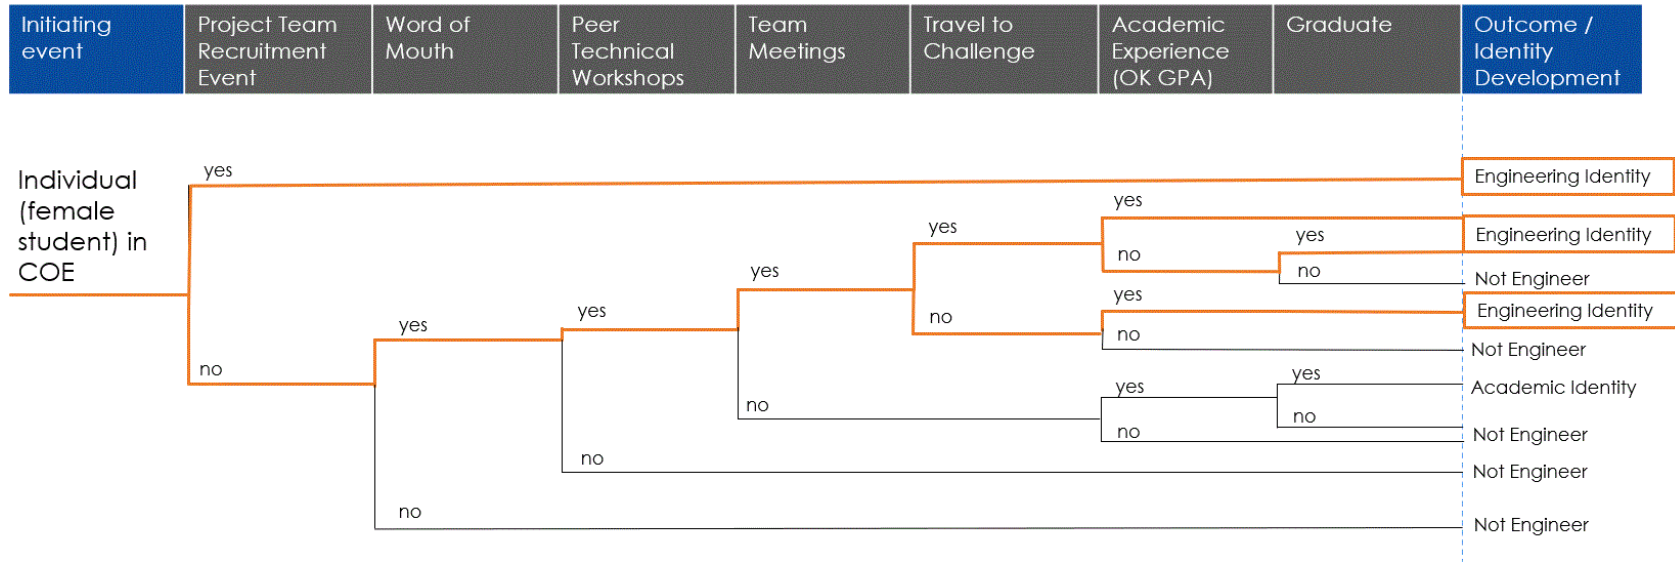 Initiating
event
Project Team
Recruitment
Event
Word of
Mouth
Peer
Technical
Workshops
Team
Meetings
Travel to
Challenge
Academic
Experience
(OK GPA)
Graduate
Outcome /
Identity
Development
Individual
(female
student) in
COE
yes
Engineering Identity
yes
yes
yes
Engineering Identity
no
no
Not Engineer
yes
yes
Engineering Identity
no
no
Not Engineer
yes
yes
no
yes
yes
Academic Identity
no
no
no
Not Engineer
no
Not Engineer
no
Not Engineer